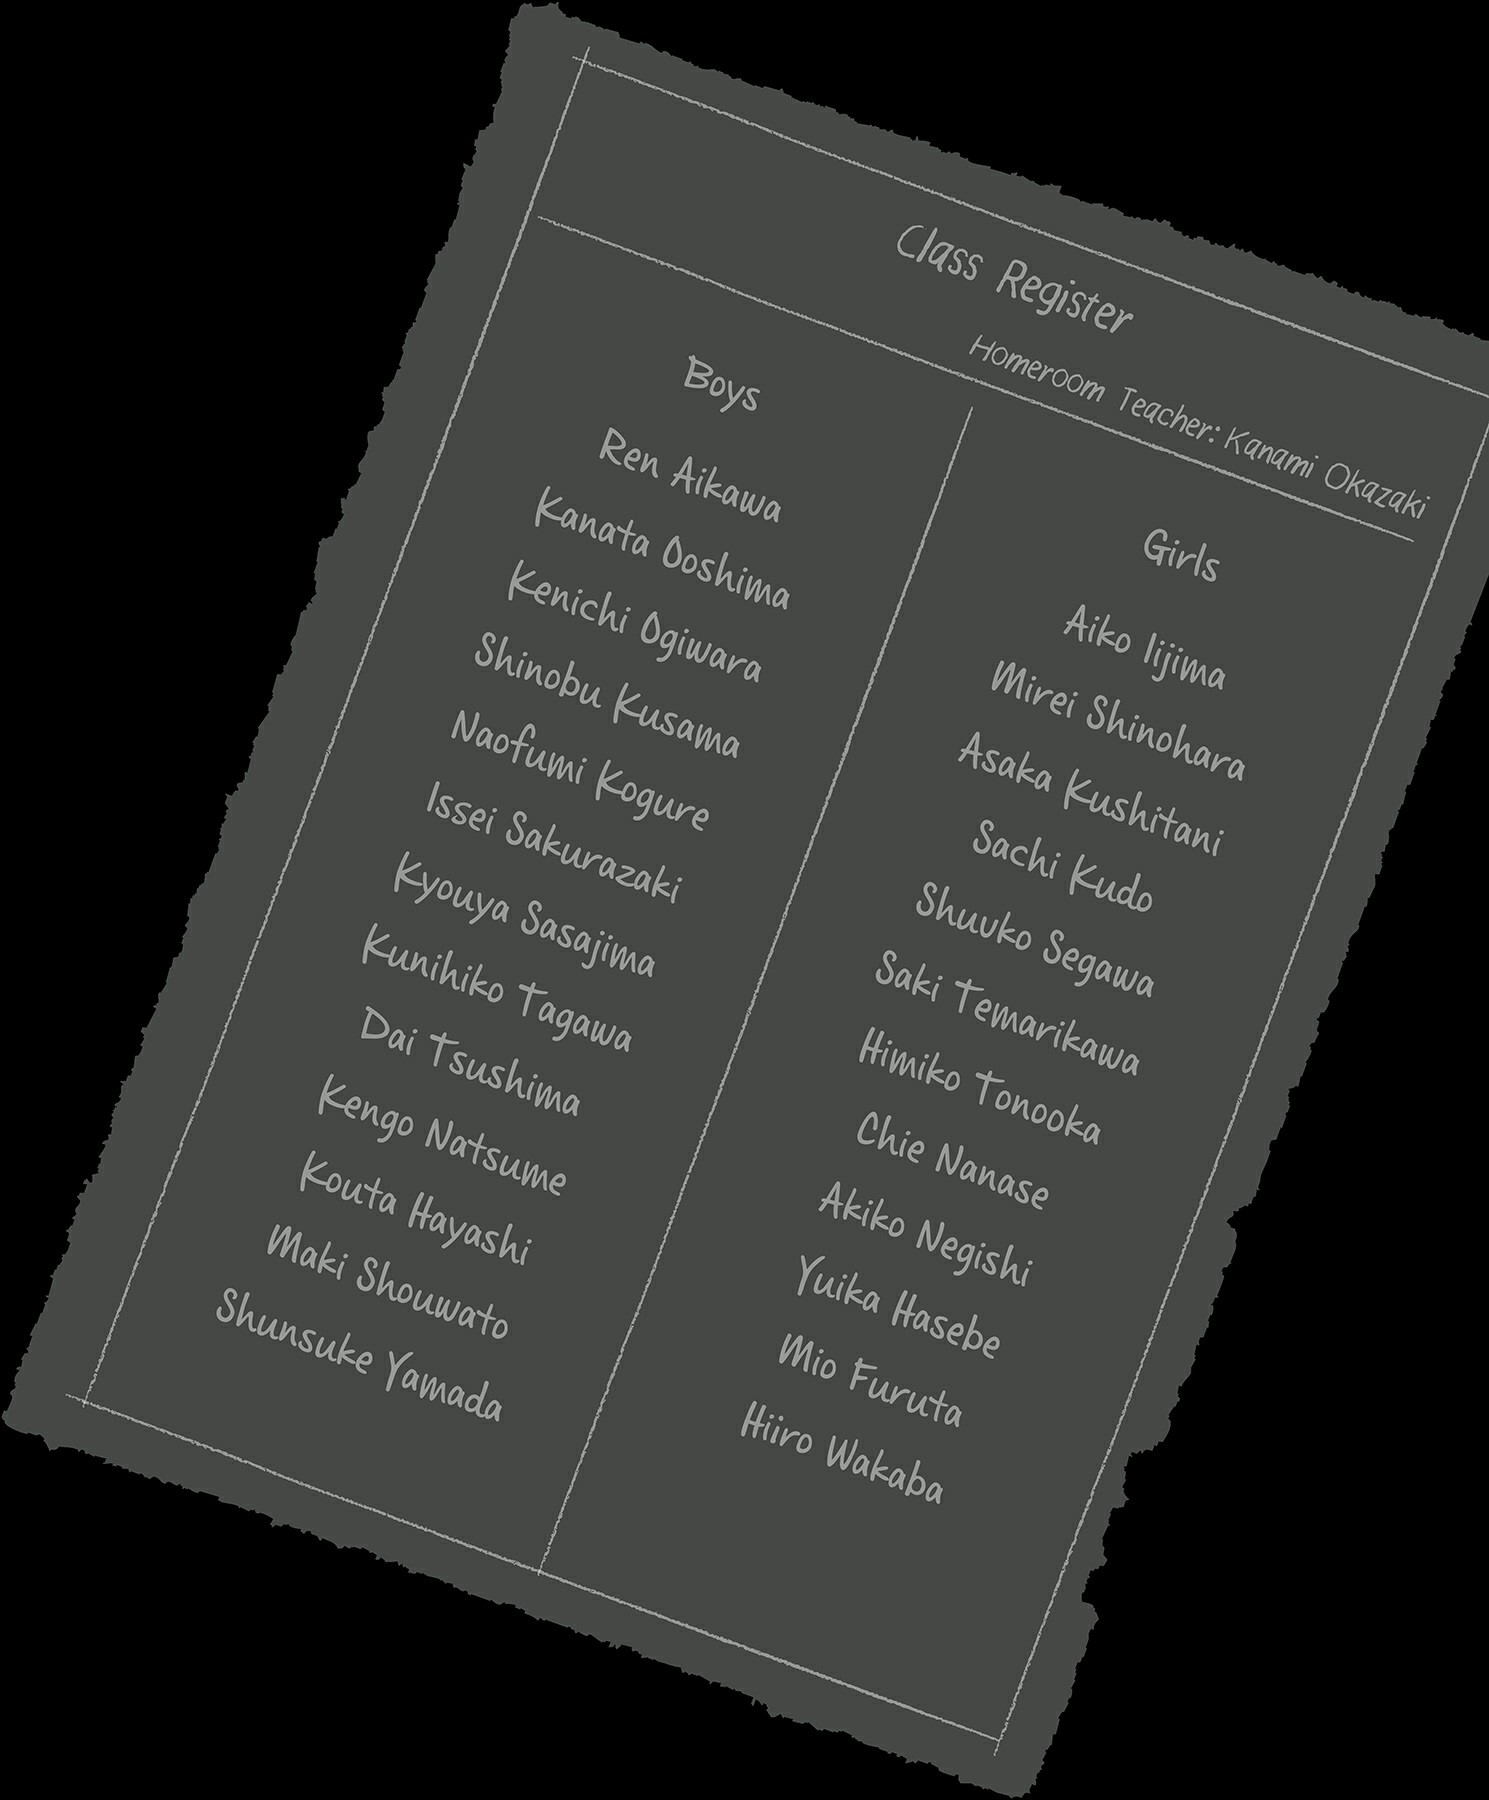 Class Register
Homeroom Teacher: Kanami Okazaki
Boys
Ren Aikawa
Kanata Ooshima
Kenichi Ogiwara
Shinobu Kusama
Naofumi Kogure
Issei Sakurazaki
Kyouya Sasajima
Kunihiko Tagawa
Dai Tsushima
Kengo Natsume
Kouta Hayashi
Maki Shouwato
Shunsuke Yamada
Girls
Aiko Iijima
Mirei Shinohara
Asaka Kushitani
Sachi Kudo
Shuuko Segawa
Saki Temarikawa
Himiko Tonooka
Chie Nanase
Akiko Negishi
Yuika Hasebe
Mio Furuta
Hiiro Wakaba